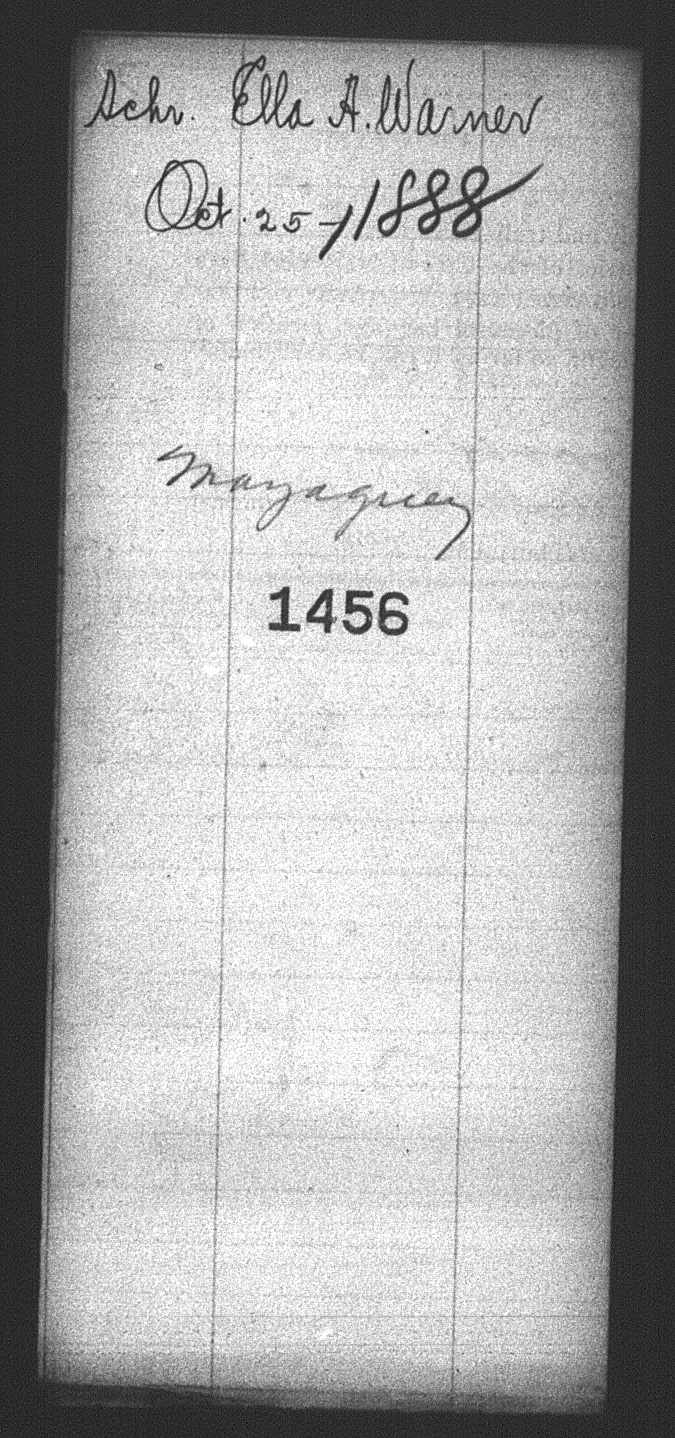 Schr. Ella A. Warner
Oct. 25-/1888
Mayaguez
1456